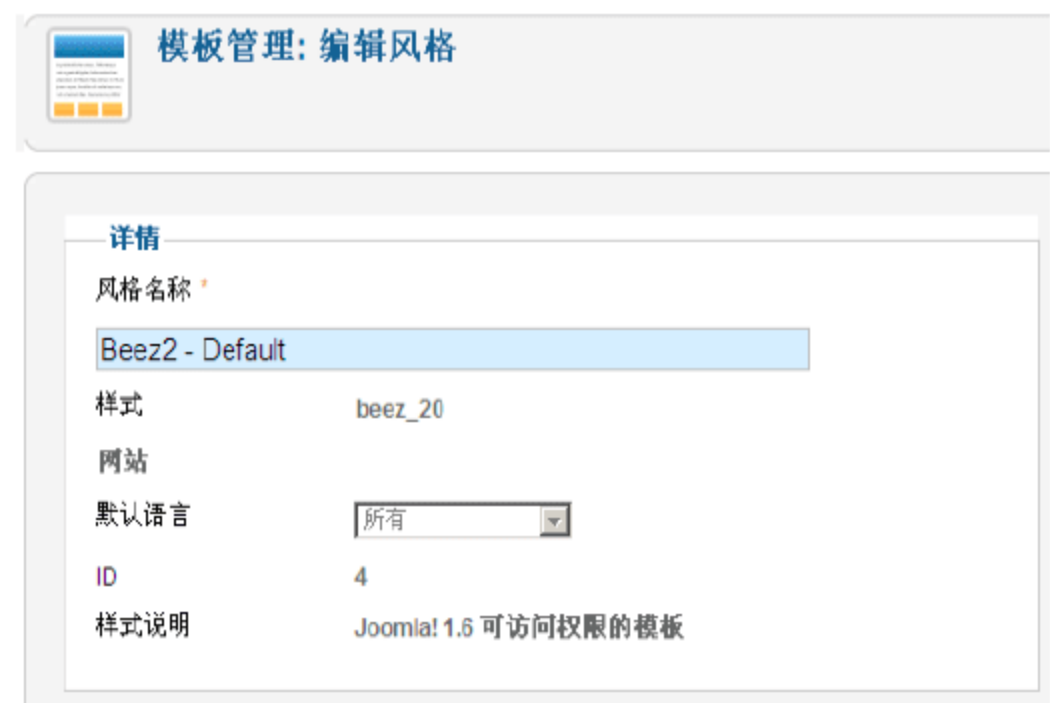 模板管理: 编辑风格
详情
风格名称 *
Beez2 - Default
样式 beez_20
网站
默认语言 所有
ID 4
样式说明 Joomla! 1.6 可访问权限的模板